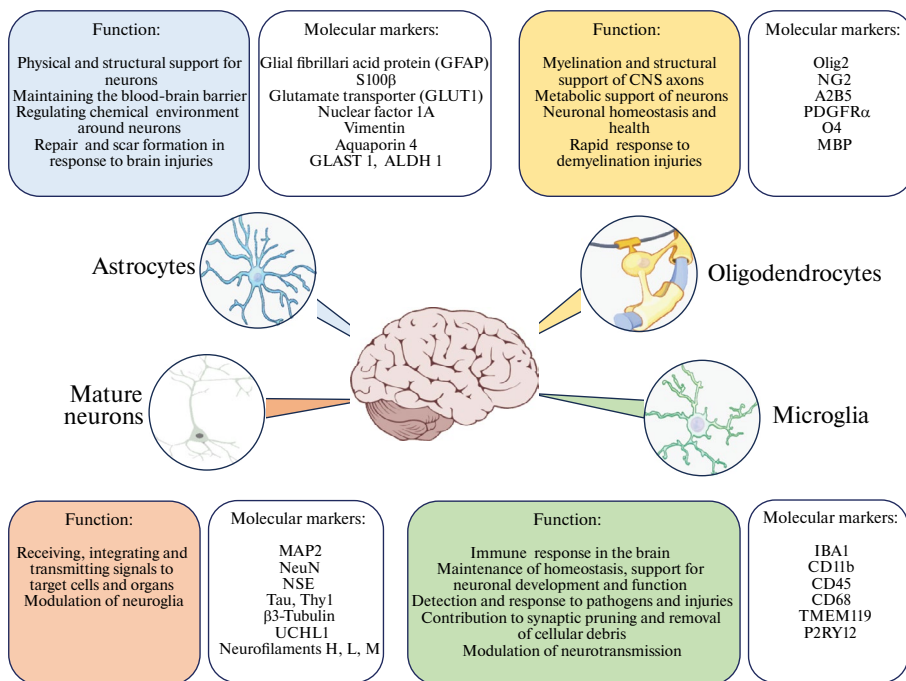 Function:
Physical and structural support for
neurons
Maintaining the blood-brain barrier
Regulating chemical environment
around neurons
Repair and scar formation in
response to brain injuries
Molecular markers:
Glial fibrillari acid protein (GFAP)
S100β
Glutamate transporter (GLUT1)
Nuclear factor 1A
Vimentin
Aquaporin 4
GLAST 1, ALDH 1
Function:
Myelination and structural
support of CNS axons
Metabolic support of neurons
Neuronal homeostasis and
health
Rapid response to
demyelination injuries
Molecular markers:
Olig2
NG2
A2B5
PDGFRα
O4
MBP
Astrocytes
Oligodendrocytes
Mature
neurons
Microglia
Function:
Receiving, integrating and
transmitting signals to
target cells and organs
Modulation of neuroglia
Molecular markers:
MAP2
NeuN
NSE
Tau, Thy1
β3-Tubulin
UCHL1
Neurofilaments H, L, M
Function:
Immune response in the brain
Maintenance of homeostasis, support for
neuronal development and function
Detection and response to pathogens and injuries
Contribution to synaptic pruning and removal
of cellular debris
Modulation of neurotransmission
Molecular markers:
IBA1
CD11b
CD45
CD68
TMEM119
P2RY12